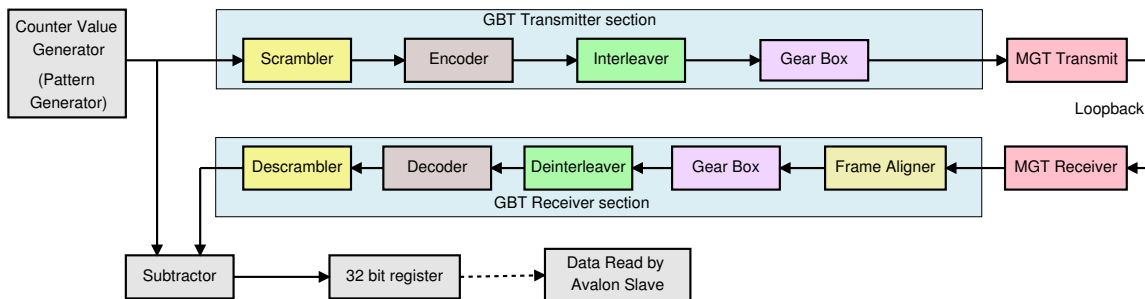 Counter Value
Generator
(Pattern
Generator)
GBT Transmitter section
Scrambler
Encoder
Interleaver
Gear Box
MGT Transmit
Loopback
Descrambler
Decoder
Deinterleaver
Gear Box
Frame Aligner
MGT Receiver
GBT Receiver section
Subtractor
32 bit register
Data Read by
Avalon Slave